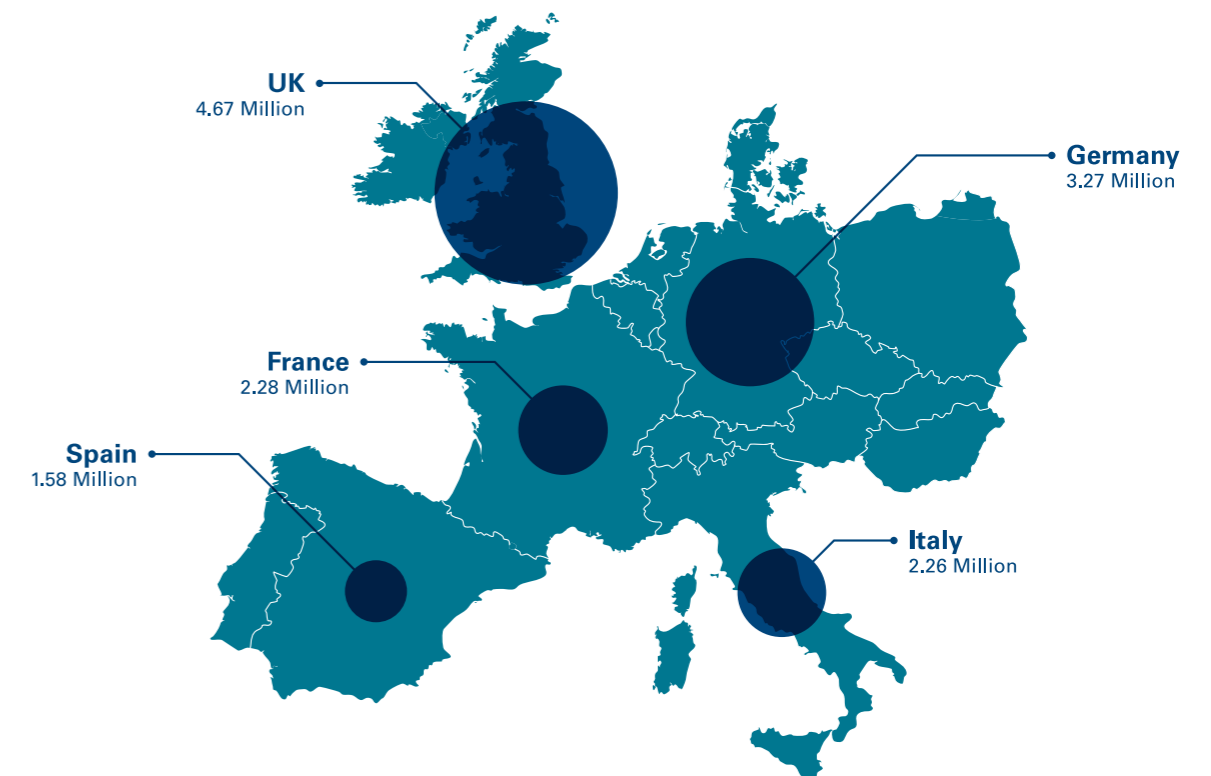 UK
4.67 Million
Germany
3.27 Million
France
2.28 Million
Spain
1.58 Million
Italy
2.26 Million